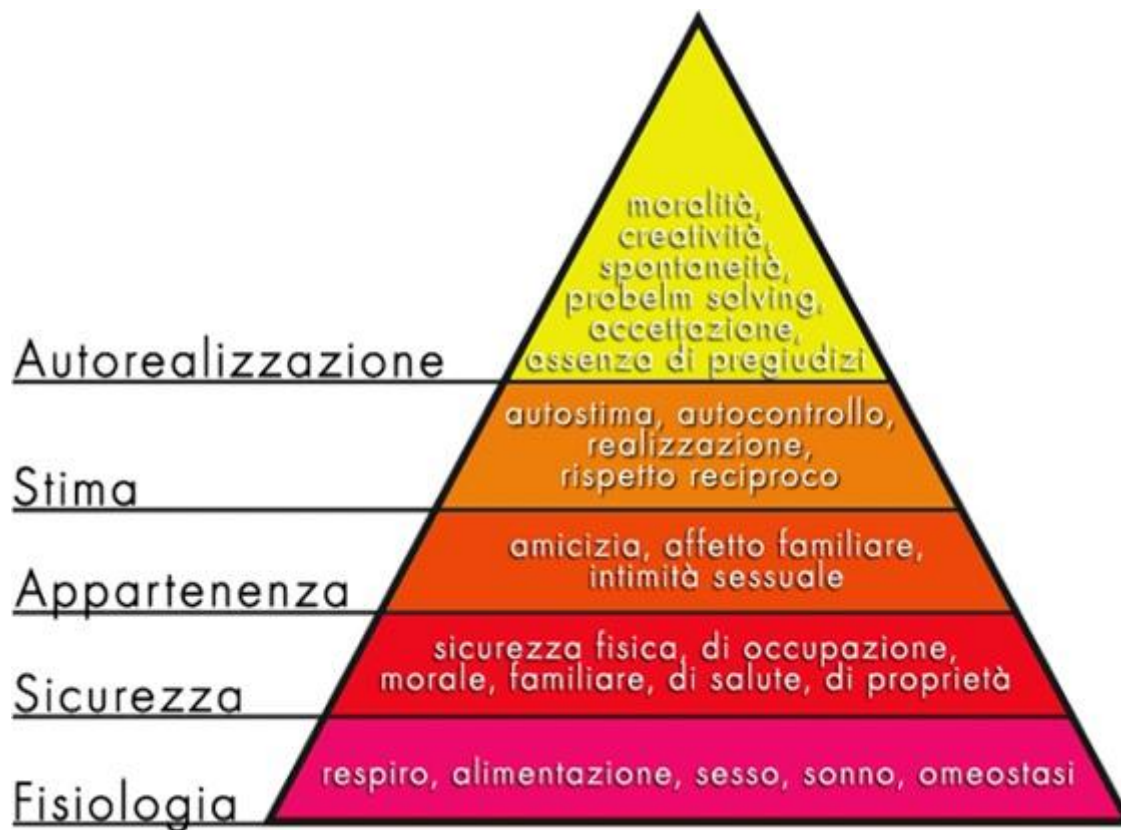 moralità,
creatività,
spontaneità,
probelm solving,
accettazione,
assenza di pregiudizi
Autorealizzazione
autostima, autocontrollo,
realizzazione,
rispetto reciproco
Stima
amicizia, affetto familiare,
intimità sessuale
Appartenenza
sicurezza fisica, di occupazione,
morale, familiare, di salute, di proprietà
Sicurezza
respiro, alimentazione, sesso, sonno, omeostasi
Fisiologia